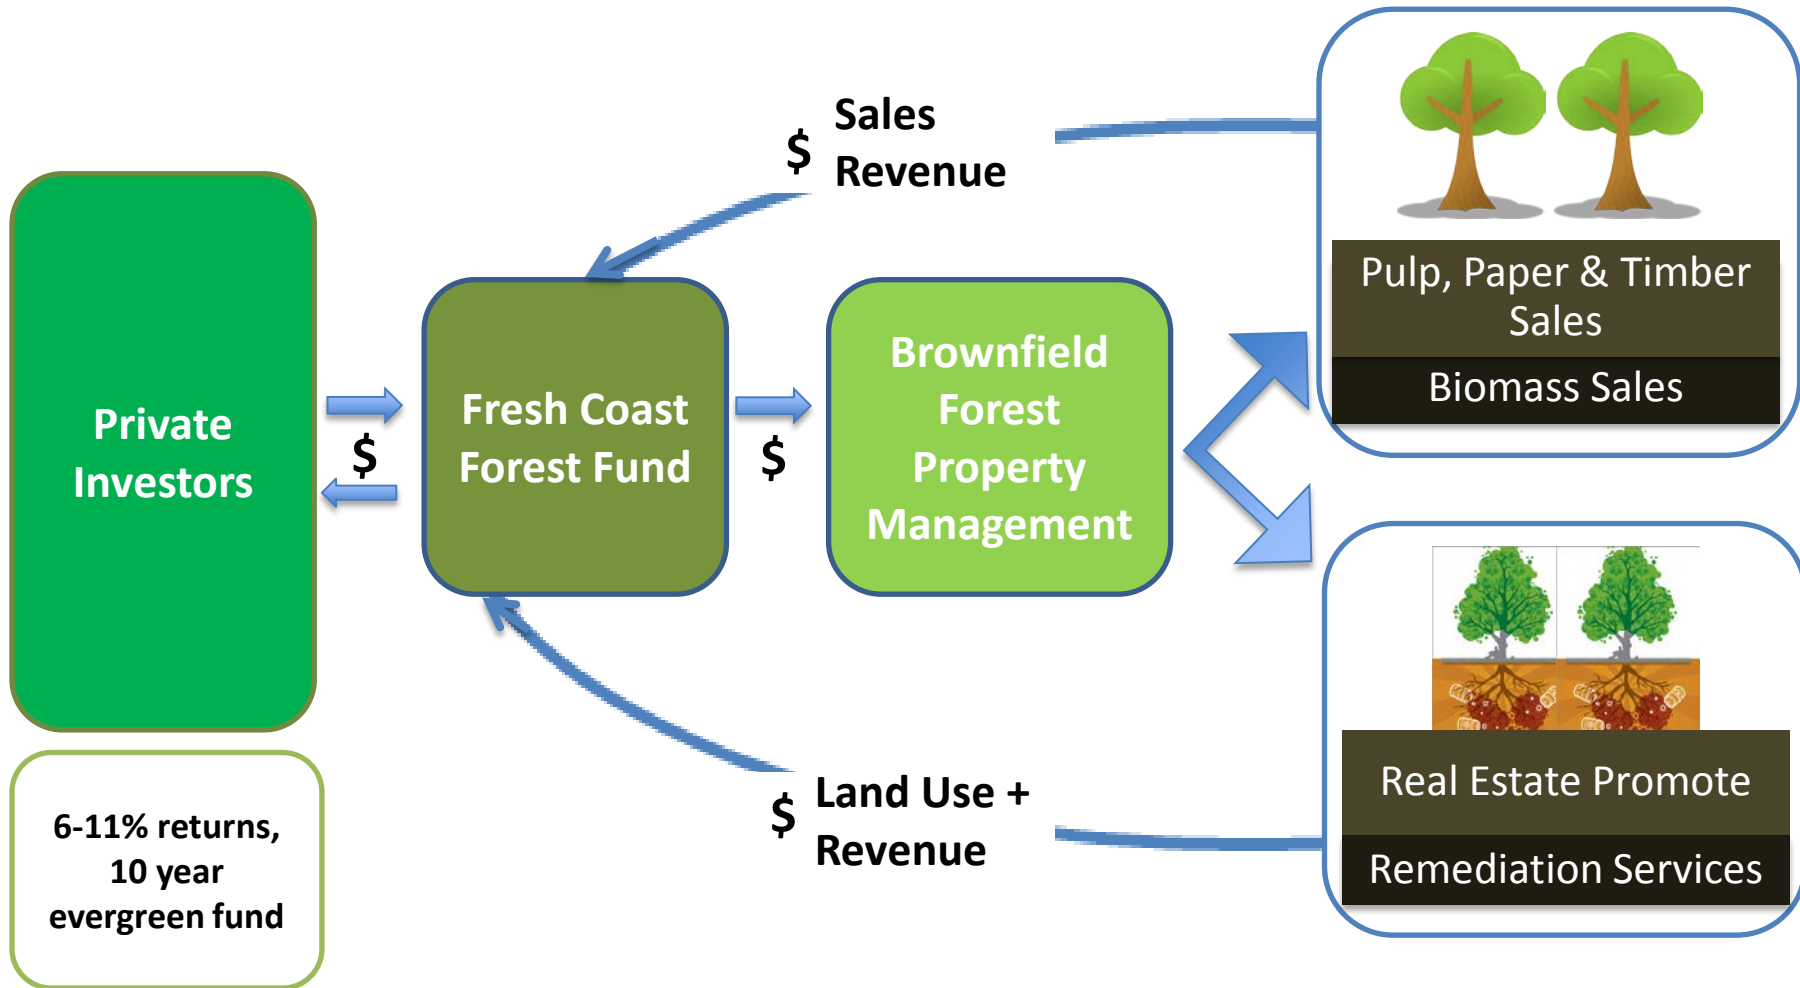 Private
Investors
6-11% returns,
10 year
evergreen fund
$
Fresh Coast
Forest Fund
$
Brownfield
Forest
Property
Management
$ Sales
Revenue
Pulp, Paper & Timber
Sales
Biomass Sales
$ Land Use +
Revenue
Real Estate Promote
Remediation Services